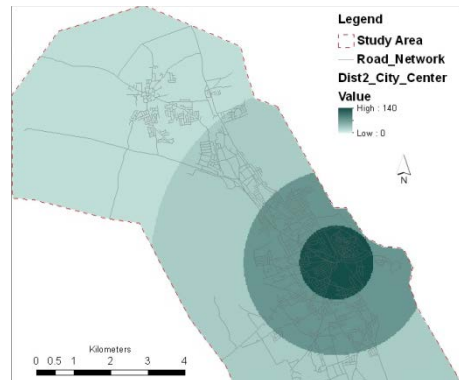 Legend
Study Area
Road_Network
Dist2_City_Center
Value
High : 140
Low : 0
N
Kilometers
0 0.5 1 2 3 4